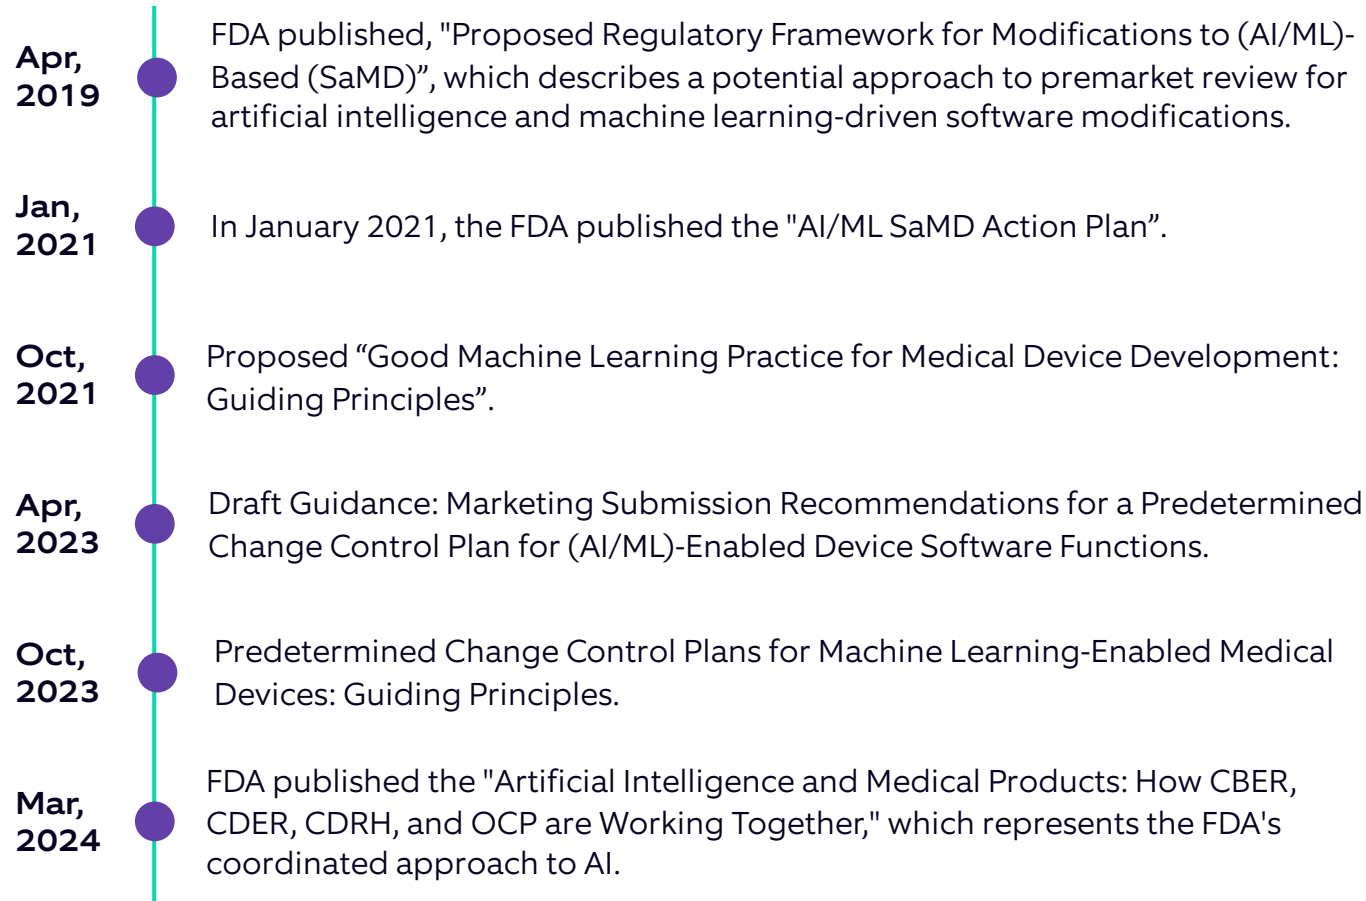 Apr,
2019
FDA published, "Proposed Regulatory Framework for Modifications to (AI/ML)-
Based (SaMD)”, which describes a potential approach to premarket review for
artificial intelligence and machine learning-driven software modifications.
Jan,
2021
In January 2021, the FDA published the "AI/ML SaMD Action Plan”.
Oct,
2021
Proposed “Good Machine Learning Practice for Medical Device Development:
Guiding Principles”.
Apr,
2023
Draft Guidance: Marketing Submission Recommendations for a Predetermined
Change Control Plan for (AI/ML)-Enabled Device Software Functions.
Oct,
2023
Predetermined Change Control Plans for Machine Learning-Enabled Medical
Devices: Guiding Principles.
Mar,
2024
FDA published the "Artificial Intelligence and Medical Products: How CBER,
CDER, CDRH, and OCP are Working Together," which represents the FDA's
coordinated approach to AI.